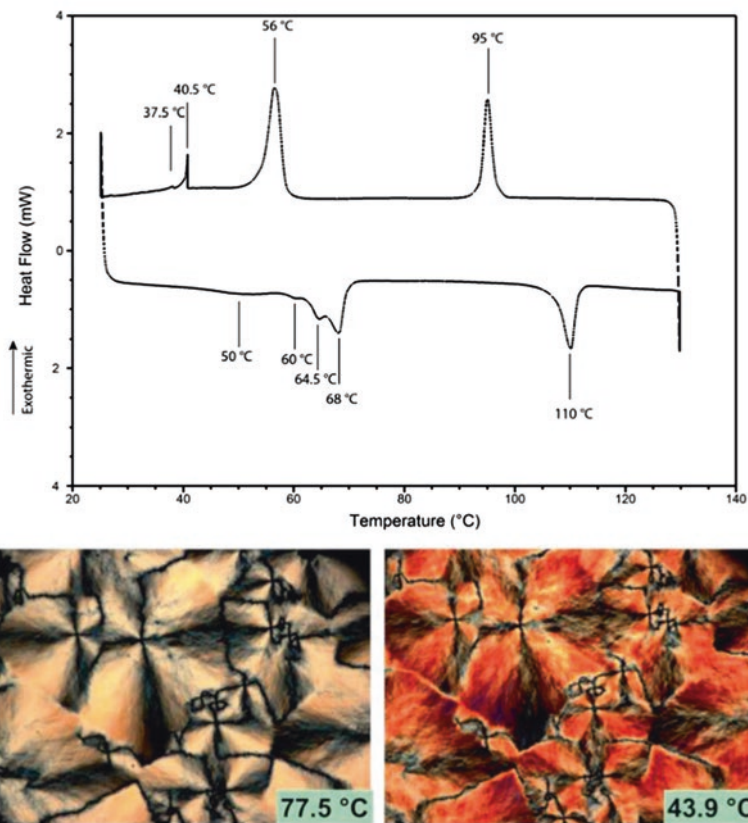 4
56 °C
95 °C
40.5 °C
37.5 °C
2
Heat Flow (mW)
0
50 °C
60 °C
64.5 °C
68 °C
110 °C
2
Exothermic
4
20 40 60 80 100 120 140
Temperature (°C)
77.5 °C
43.9 °C